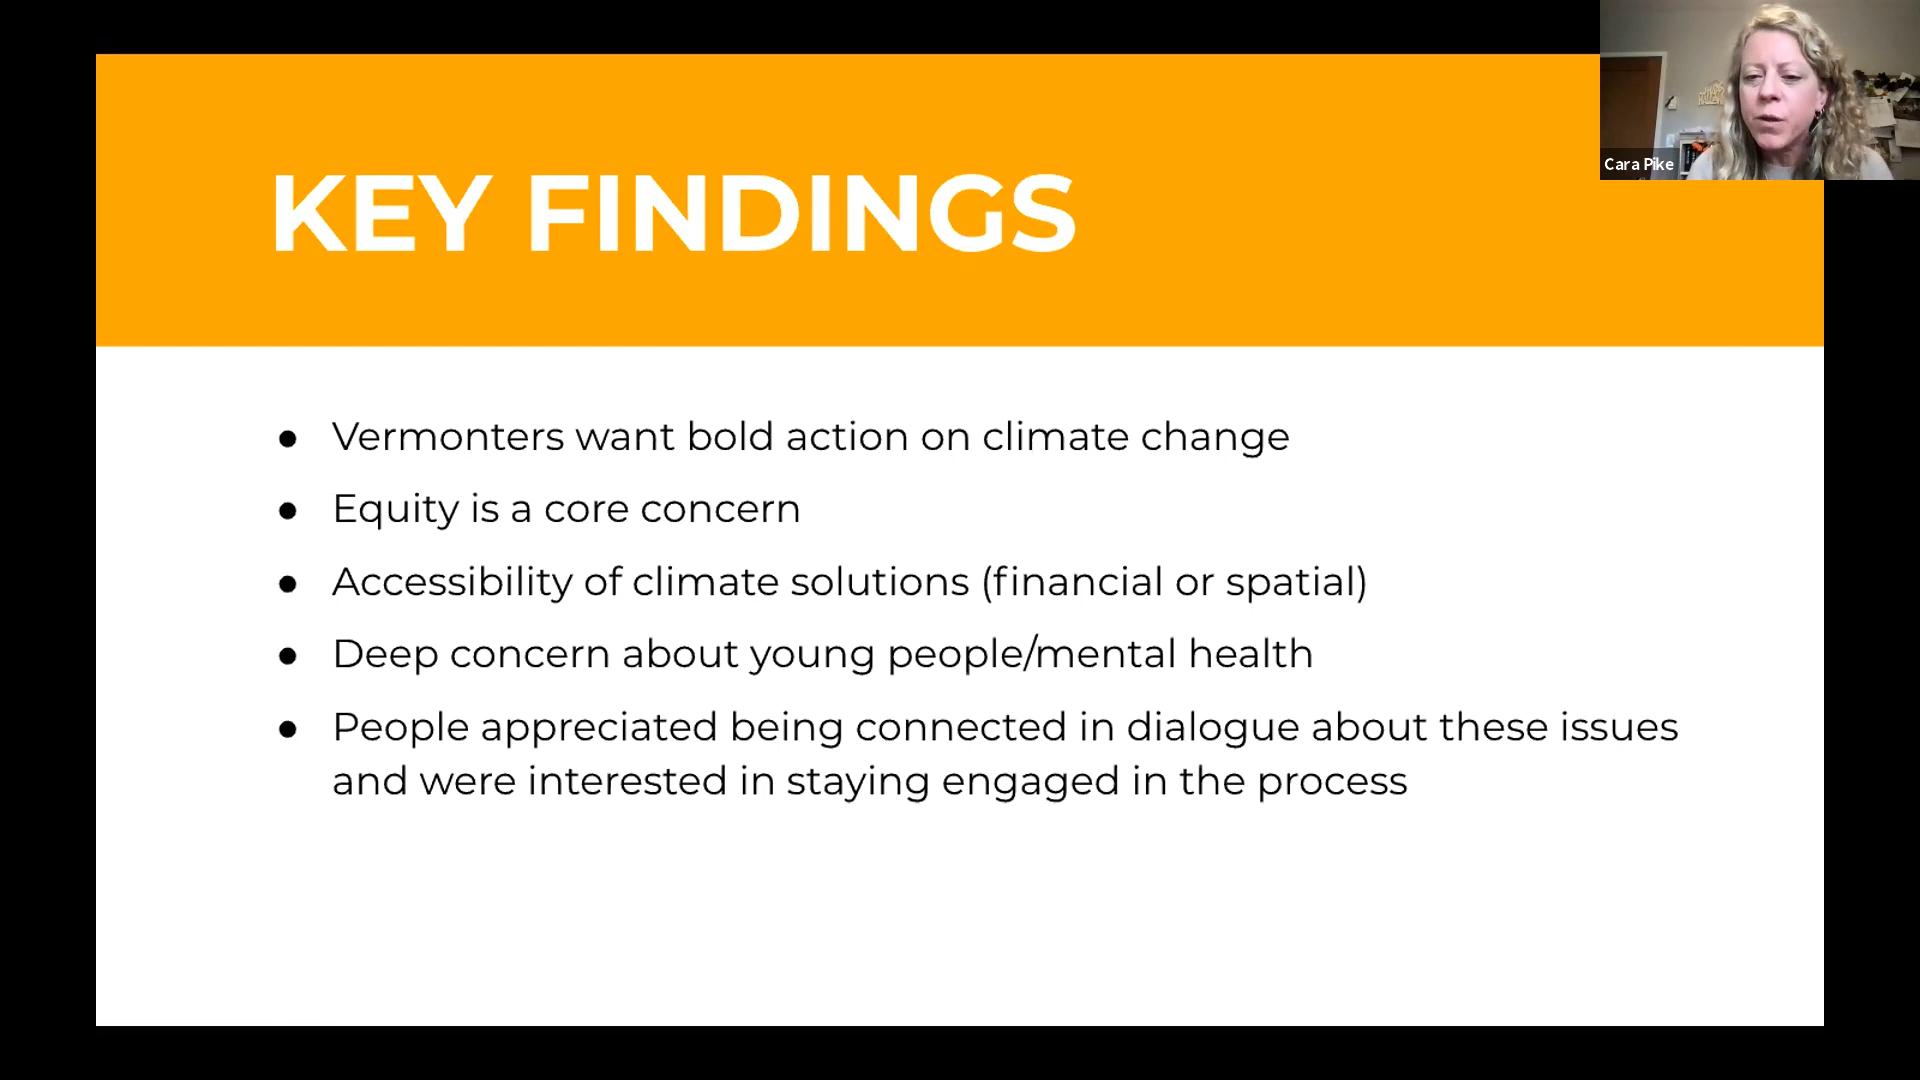 KEY FINDINGS
Cara Pike
● Vermonters want bold action on climate change
● Equity is a core concern
● Accessibility of climate solutions (financial or spatial)
● Deep concern about young people/mental health
● People appreciated being connected in dialogue about these issues
and were interested in staying engaged in the process